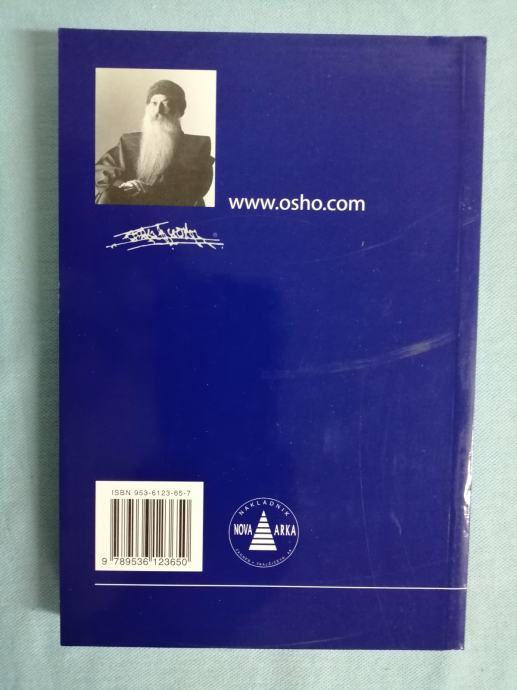 www.osho.com
®
ISBN 953-6123-65-7
9 789536 123650
NAKLADNIK
NOVA ARKA